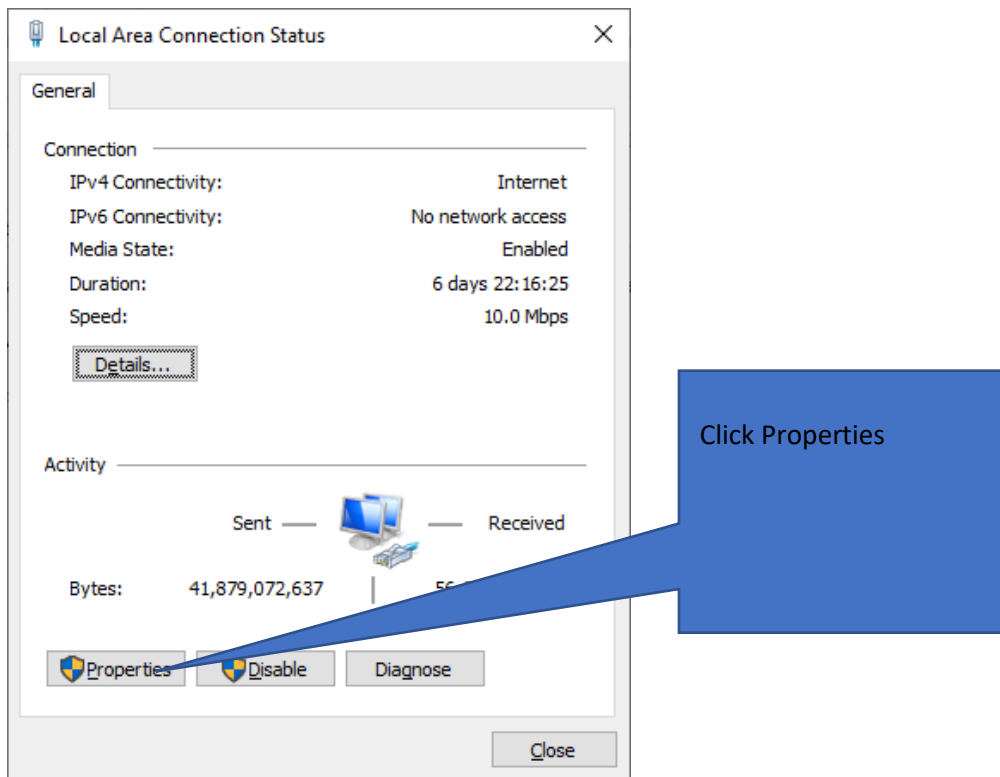 Local Area Connection Status
General
Connection
IPv4 Connectivity: Internet
IPv6 Connectivity: No network access
Media State: Enabled
Duration: 6 days 22:16:25
Speed: 10.0 Mbps
Details...
Click Properties
Activity
Sent Received
Bytes: 41,879,072,637
Properties Disable Diagnose
Close